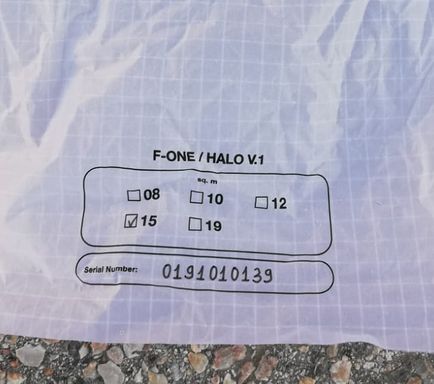 F-ONE / HALO V.1
sq. m
☐ 08 ☐ 10 ☐ 12
☑ 15 ☐ 19
Serial Number: 0191010139